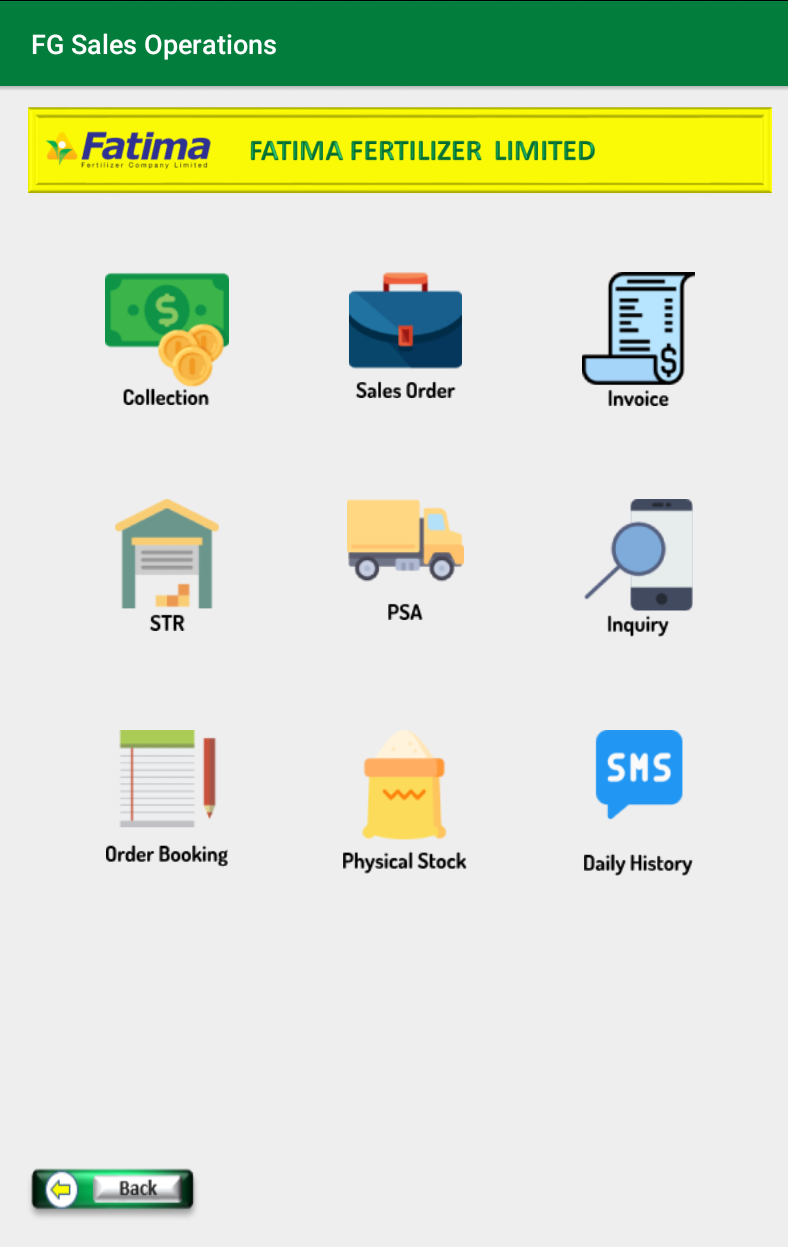 FG Sales Operations
Fatima
Fertilizer Company Limited
FATIMA FERTILIZER LIMITED
Collection
Sales Order
$
Invoice
STR
PSA
Inquiry
Order Booking
Physical Stock
SMS
Daily History
Back